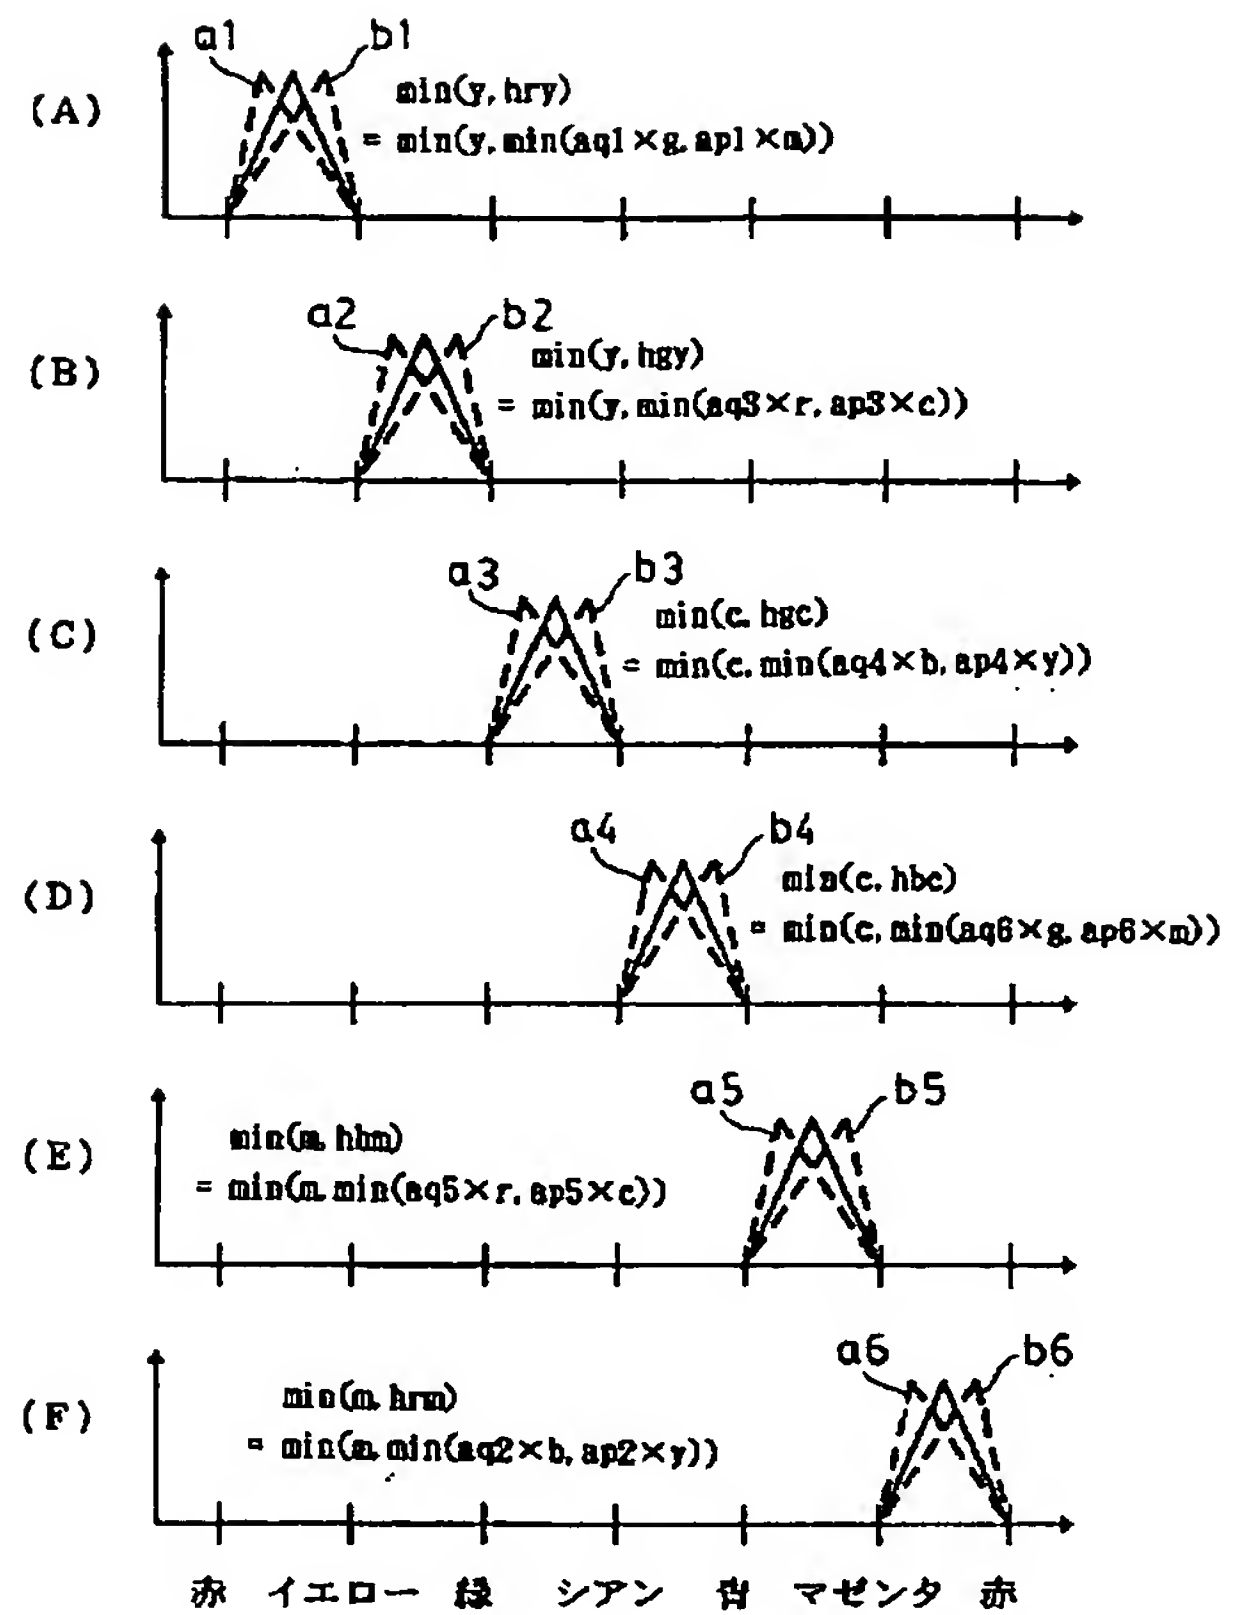 a1 b1
(A)
min(y, hry)
= min(y, min(aq1×g, ap1×m))
a2 b2
(B)
min(y, hgy)
= min(y, min(aq3×r, ap3×c))
a3 b3
(C)
min(c, hgc)
= min(c, min(aq4×b, ap4×y))
a4 b4
(D)
min(c, hbc)
= min(c, min(aq6×g, ap6×m))
a5 b5
(E)
min(m, hbm)
= min(m, min(aq5×r, ap5×c))
a6 b6
(F)
min(m, hrm)
= min(m, min(aq2×b, ap2×y))
赤 イエロー 緑 シアン 青 マゼンタ 赤